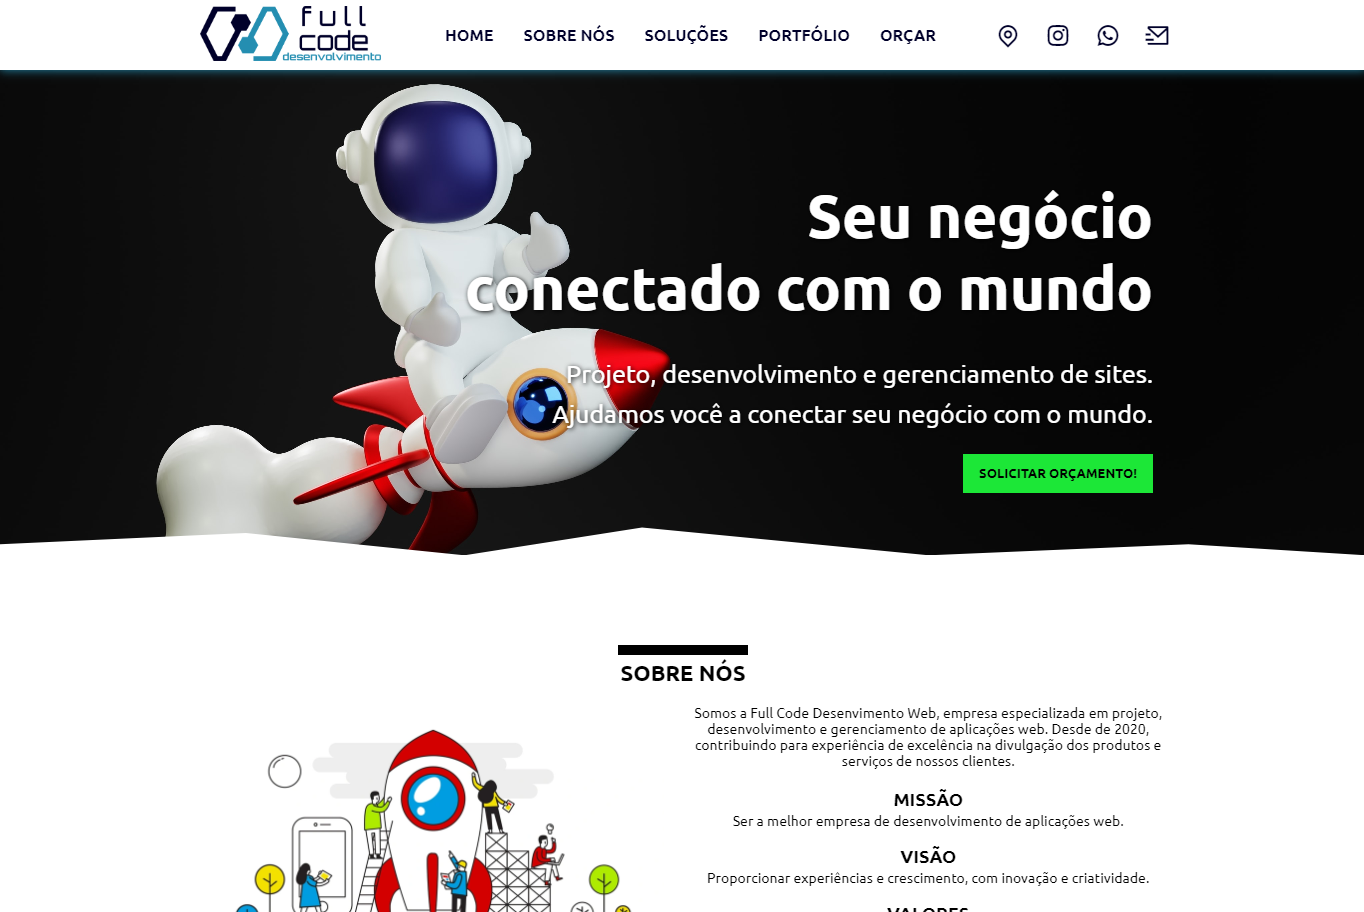 Full
code
desenvolvimento
HOME SOBRE NÓS SOLUÇÕES PORTFÓLIO ORÇAR
Seu negócio
conectado com o mundo
Projeto, desenvolvimento e gerenciamento de sites.
Ajudamos você a conectar seu negócio com o mundo.
SOLICITAR ORÇAMENTO!
SOBRE NÓS
Somos a Full Code Desenvimento Web, empresa especializada em projeto,
desenvolvimento e gerenciamento de aplicações web. Desde de 2020,
contribuindo para experiência de excelência na divulgação dos produtos e
serviços de nossos clientes.
MISSÃO
Ser a melhor empresa de desenvolvimento de aplicações web.
VISÃO
Proporcionar experiências e crescimento, com inovação e criatividade.
VALORES